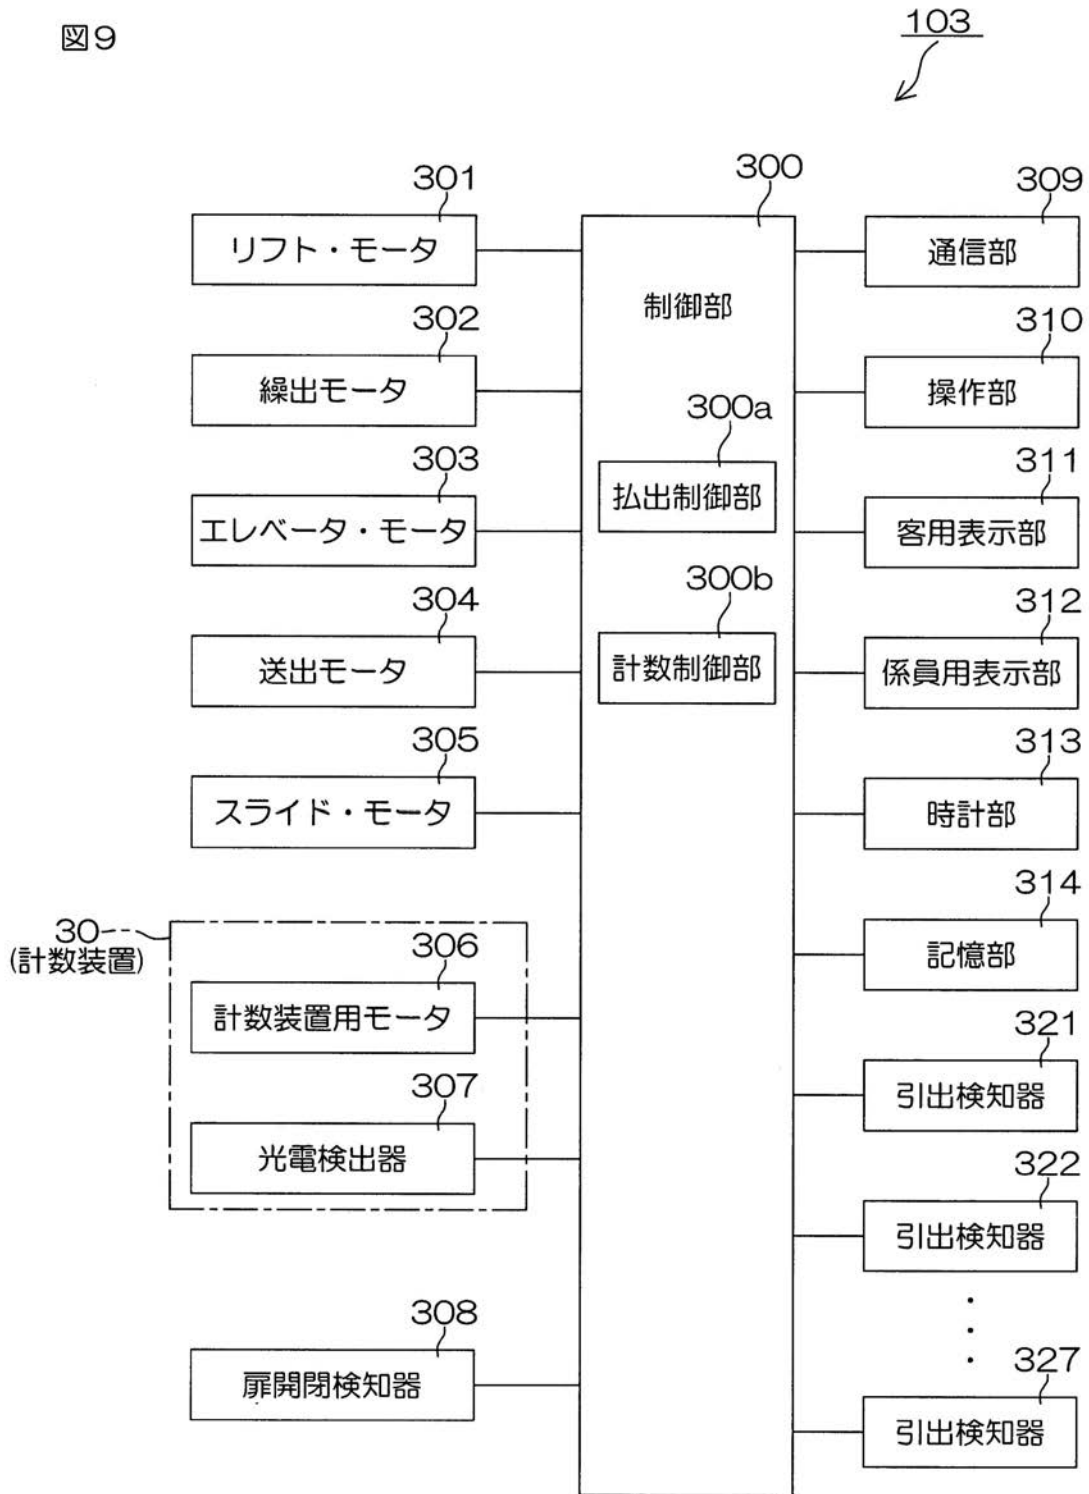 図9
103
301
リフト・モータ
302
繰出モータ
303
エレベータ・モータ
304
送出モータ
305
スライド・モータ
30
(計数装置)
306
計数装置用モータ
307
光電検出器
308
扉開閉検知器
300
制御部
300a
払出制御部
300b
計数制御部
309
通信部
310
操作部
311
客用表示部
312
係員用表示部
313
時計部
314
記憶部
321
引出検知器
322
引出検知器
327
引出検知器